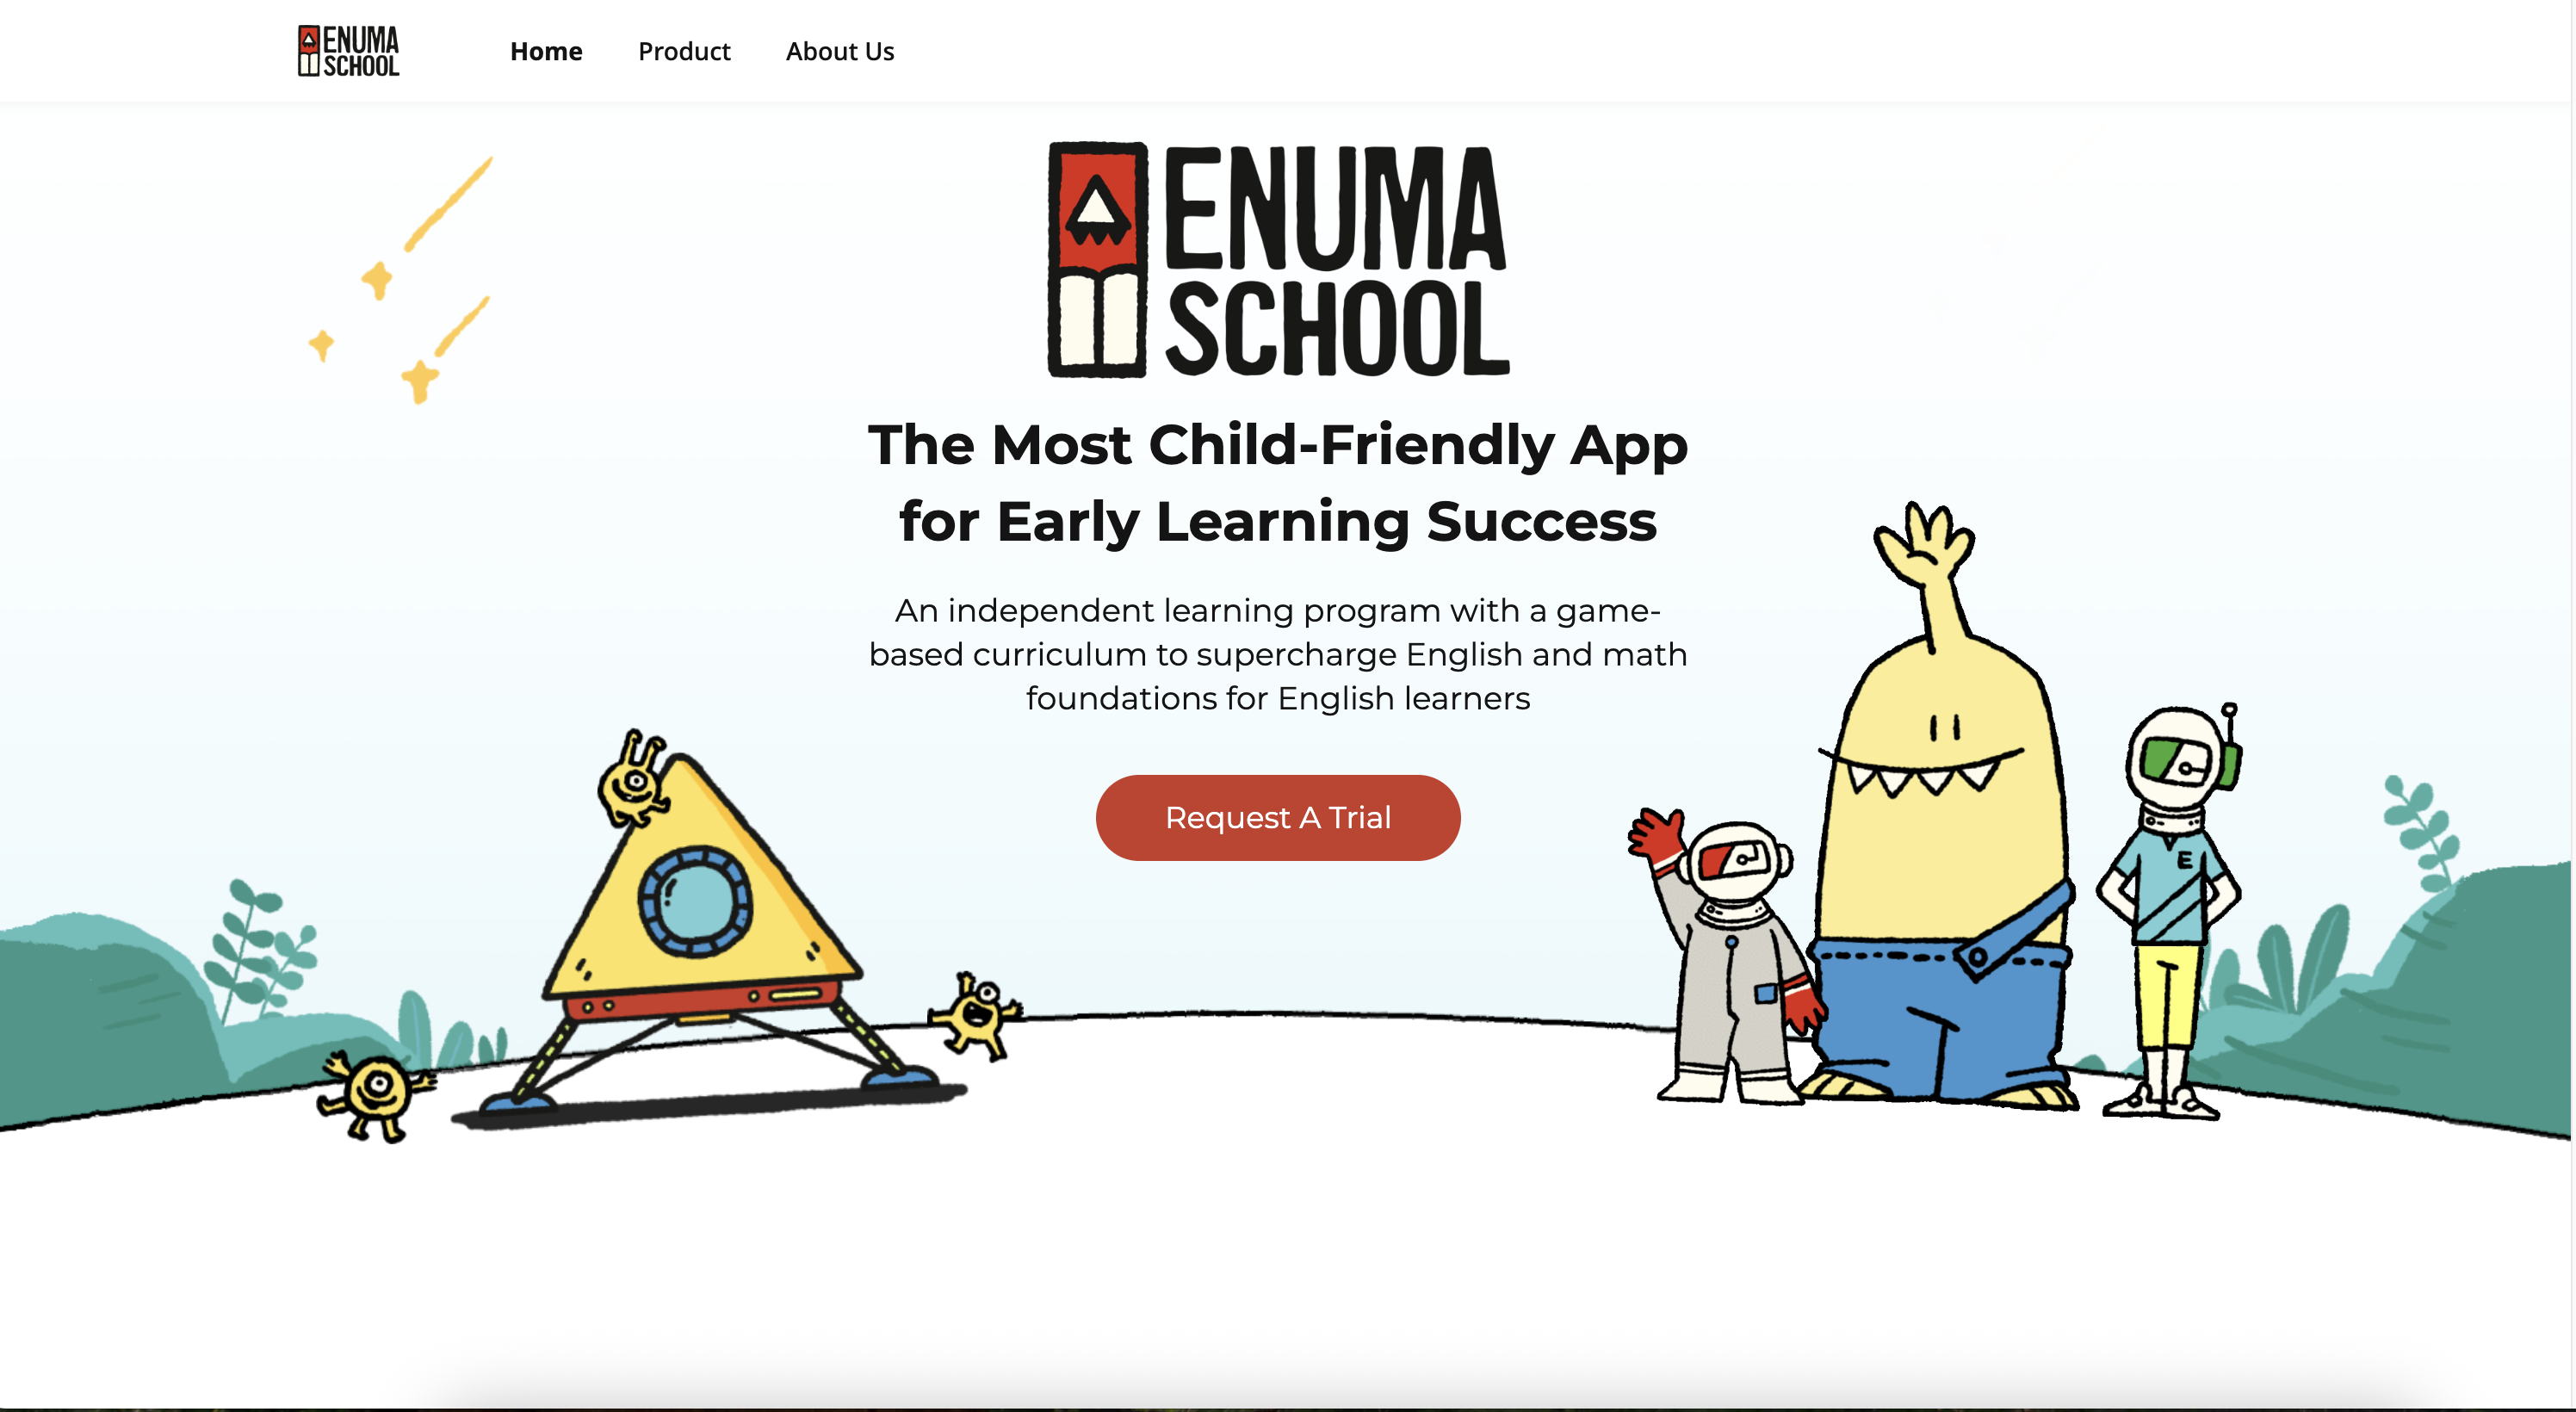 ENUMA
SCHOOL
Home
Product
About Us
ENUMA
SCHOOL
The Most Child-Friendly App
for Early Learning Success
An independent learning program with a game-
based curriculum to supercharge English and math
foundations for English learners
Request A Trial
E